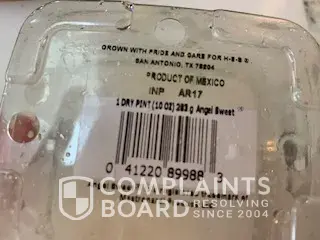 GROWN WITH PRIDE AND CARE FOR H-E-B ®
SAN ANTONIO, TX 78204
PRODUCT OF MEXICO
INP AR17
1 DRY PINT (10 OZ) 283 g Angel Sweet ®
0 41220 89988 3
COMPLAINTS
BOARD RESOLVING
SINCE 2004